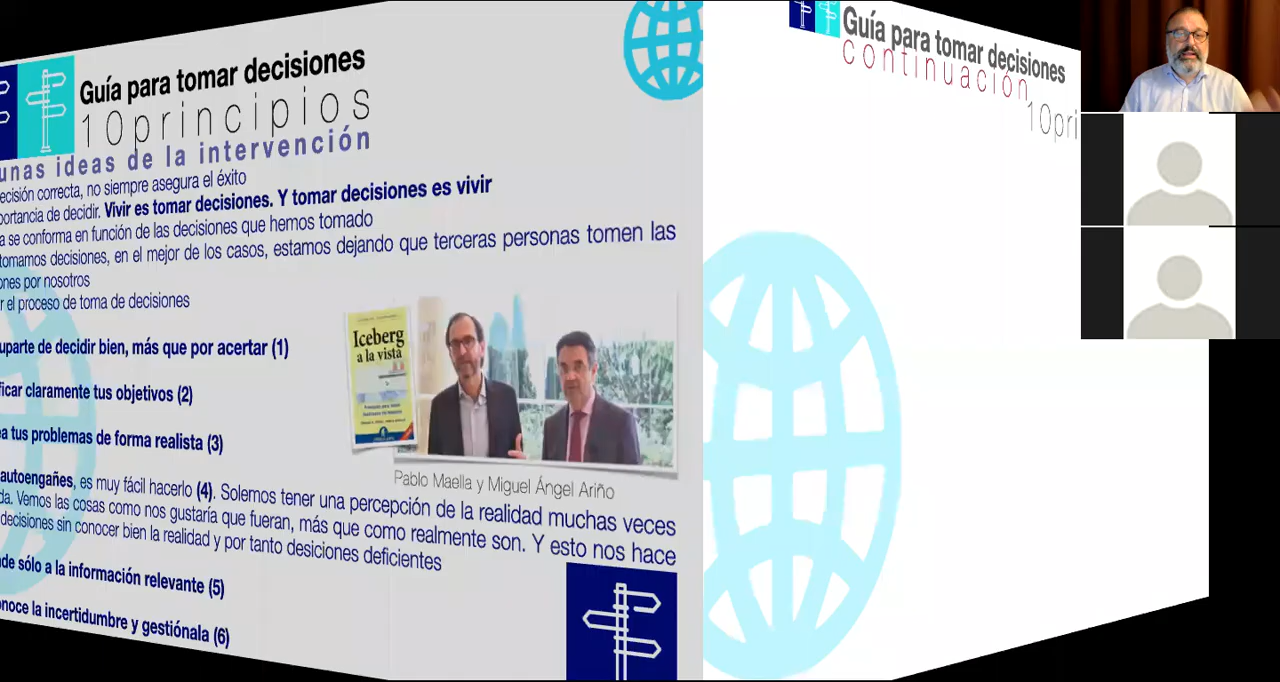 Guía para tomar decisiones
10principios
unas ideas de la intervención
ecisión correcta, no siempre asegura el éxito
portancia de decidir. Vivir es tomar decisiones. Y tomar decisiones es vivir
a se conforma en función de las decisiones que hemos tomado
tomamos decisiones, en el mejor de los casos, estamos dejando que terceras personas tomen las
ones por nosotros
r el proceso de toma de decisiones
uparte de decidir bien, más que por acertar (1)
ficar claramente tus objetivos (2)
ea tus problemas de forma realista (3)
autoengañes, es muy fácil hacerlo (4). Solemos tener una percepción de la realidad muchas veces
da. Vemos las cosas como nos gustaría que fueran, más que como realmente son. Y esto nos hace
decisiones sin conocer bien la realidad y por tanto desiciones deficientes
nde sólo a la información relevante (5)
onoce la incertidumbre y gestiónala (6)
Iceberg
a la vista
Pablo Maella y Miguel Ángel Ariño
Guía para tomar decisiones
continuación
10pri